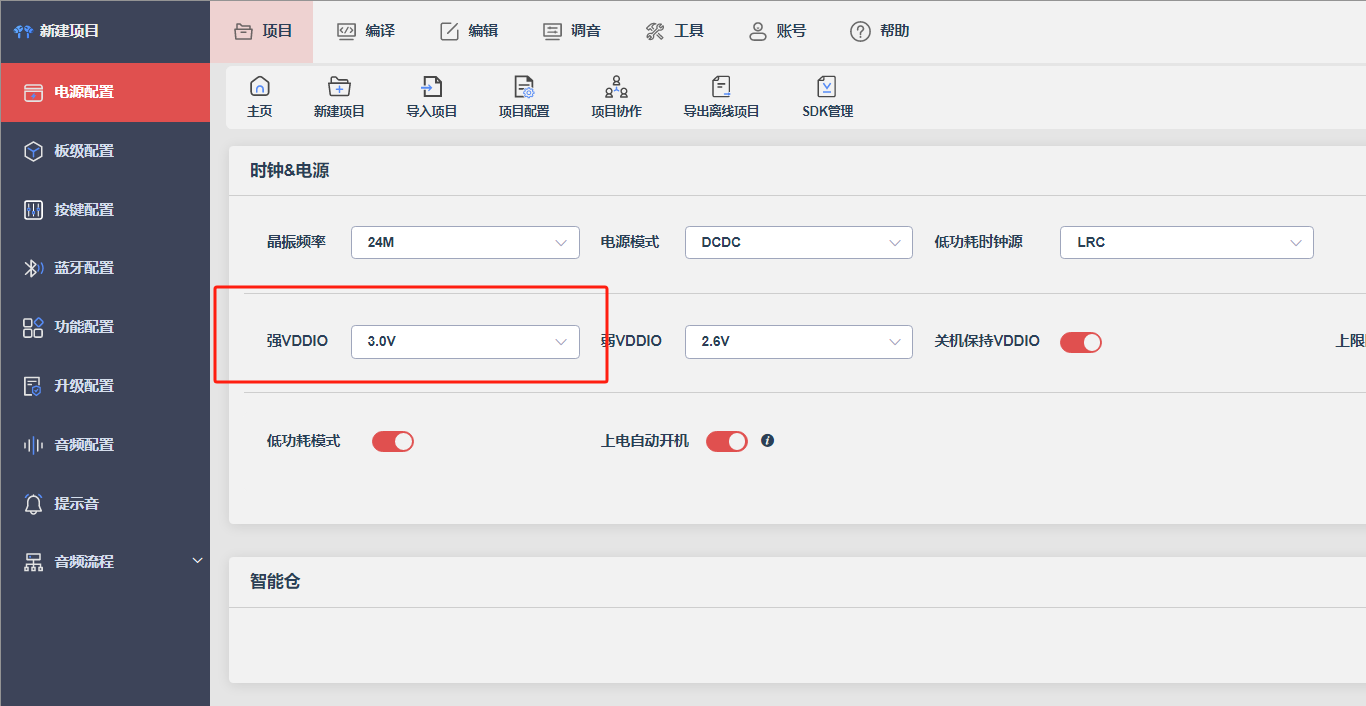 新建项目
项目 编译 编辑 调音 工具 账号 帮助
电源配置
板级配置
按键配置
蓝牙配置
功能配置
升级配置
音频配置
提示音
音频流程
主页 新建项目 导入项目 项目配置 项目协作 导出离线项目 SDK管理
时钟&电源
晶振频率 24M 电源模式 DCDC 低功耗时钟源 LRC
强VDDIO 3.0V 弱VDDIO 2.6V 关机保持VDDIO 上限
低功耗模式 上电自动开机
智能仓